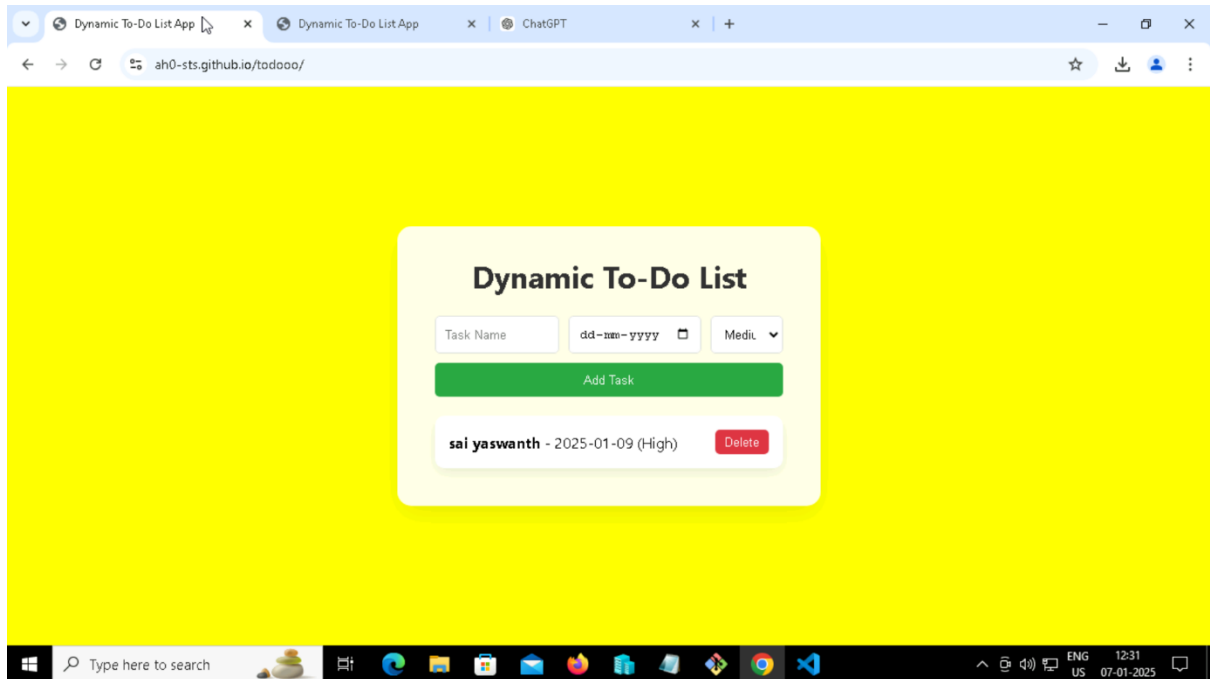 Dynamic To-Do List App
Dynamic To-Do List App
ChatGPT
ah0-sts.github.io/todooo/
Dynamic To-Do List
Task Name dd-mm-yyyy Mediu
Add Task
sai yaswanth - 2025-01-09 (High) Delete
Type here to search
ENG 12:31
US 07-01-2025